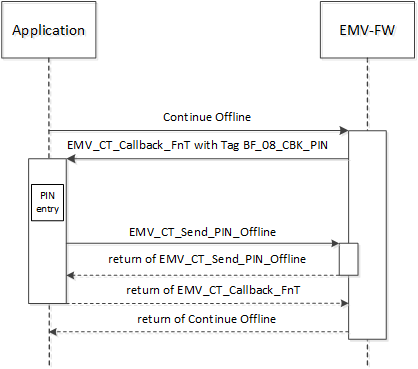 Application
EMV-FW
Continue Offline
EMV_CT_Callback_FnT with Tag BF_08_CBK_PIN
PIN
entry
EMV_CT_Send_PIN_Offline
return of EMV_CT_Send_PIN_Offline
return of EMV_CT_Callback_FnT
return of Continue Offline